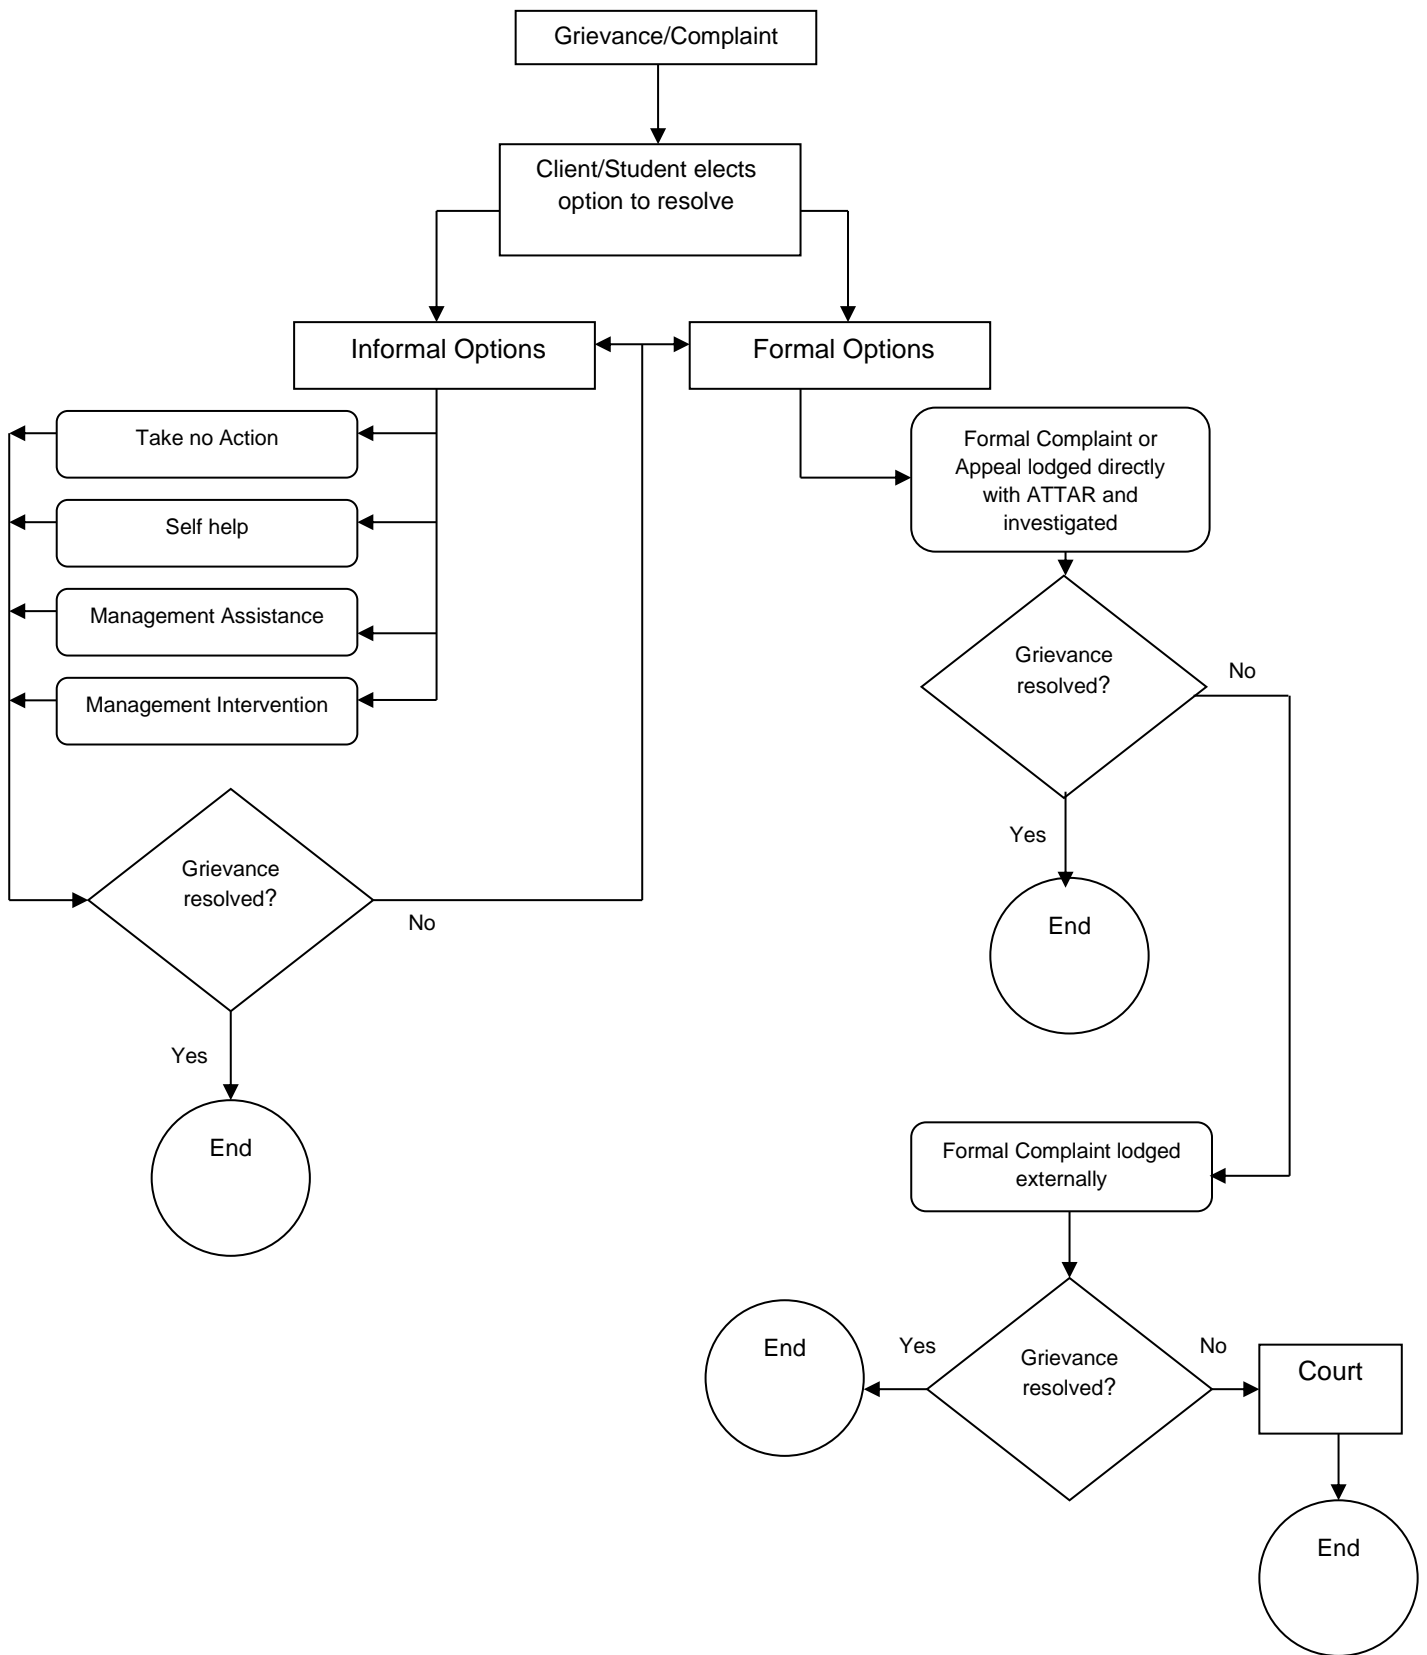 Grievance/Complaint
Client/Student elects
option to resolve
Informal Options
Formal Options
Take no Action
Self help
Management Assistance
Management Intervention
Grievance
resolved?
No
Yes
End
Formal Complaint or
Appeal lodged directly
with ATTAR and
investigated
Grievance
resolved?
No
Yes
End
Formal Complaint lodged
externally
Grievance
resolved?
Yes
End
No
Court
End